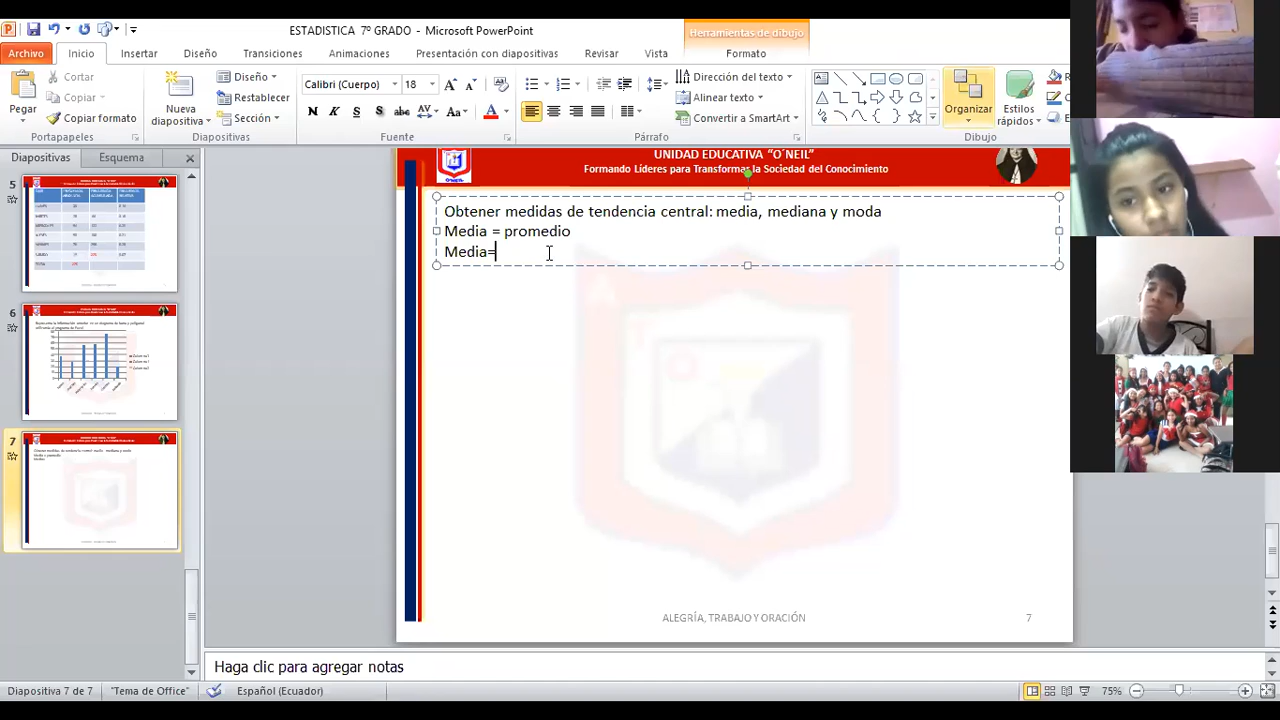 ESTADISTICA 7º GRADO - Microsoft PowerPoint
Herramientas de dibujo
Archivo
Inicio
Insertar
Diseño
Transiciones
Animaciones
Presentación con diapositivas
Revisar
Vista
Formato
Pegar
Cortar
Copiar
Copiar formato
Portapapeles
Nueva diapositiva
Diseño
Restablecer
Sección
Diapositivas
Calibri (Cuerpo)
18
Fuente
Párrafo
Dirección del texto
Alinear texto
Convertir a SmartArt
Organizar
Estilos rápidos
Dibujo
Diapositivas
Esquema
5
6
7
UNIDAD EDUCATIVA “O´NEIL”
Formando Líderes para Transformar la Sociedad del Conocimiento
Obtener medidas de tendencia central: media, mediana y moda
Media = promedio
Media=
ALEGRÍA, TRABAJO Y ORACIÓN
7
Haga clic para agregar notas
Diapositiva 7 de 7
"Tema de Office"
Español (Ecuador)
75%